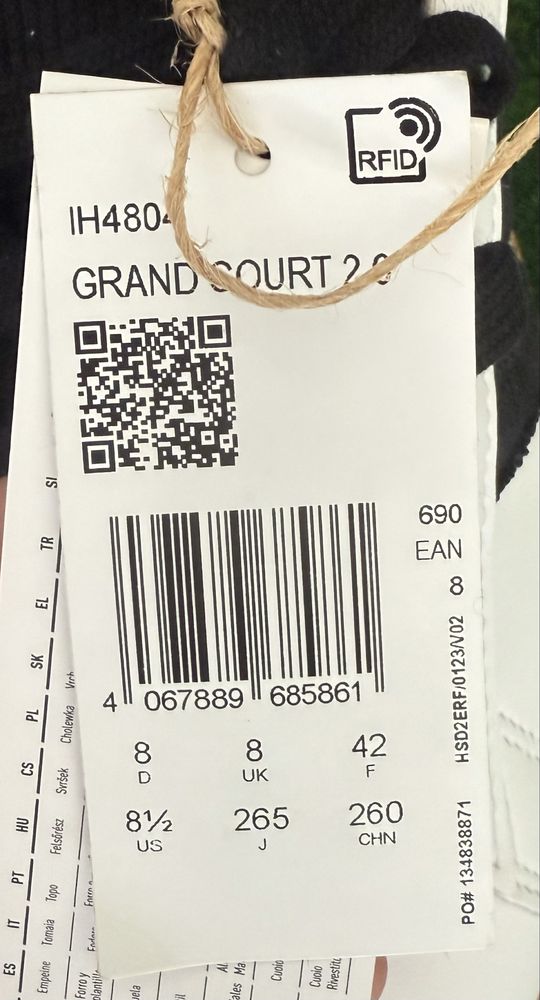 RFID
IH4804
GRAND COURT 2.0
690
EAN
8
4 067889 685861
8 8 42
D UK F
8½ 265 260
US J CHN
HSD2ERF/0123/V02
PO# 134838871
SI
TR
EL
SK
PL Cholewka
CS Svršek
HU Felsőrész
PT Topo
IT Tomaia
ES Empeine
Forro y
Cuoio
Cuoio